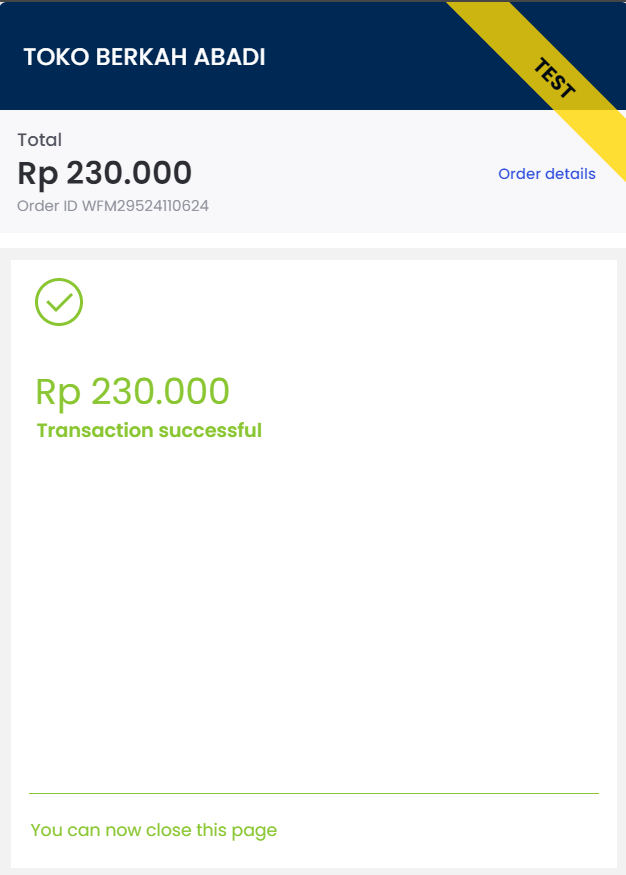 TOKO BERKAH ABADI
TEST
Total
Rp 230.000
Order details
Order ID WFM29524110624
Rp 230.000
Transaction successful
You can now close this page